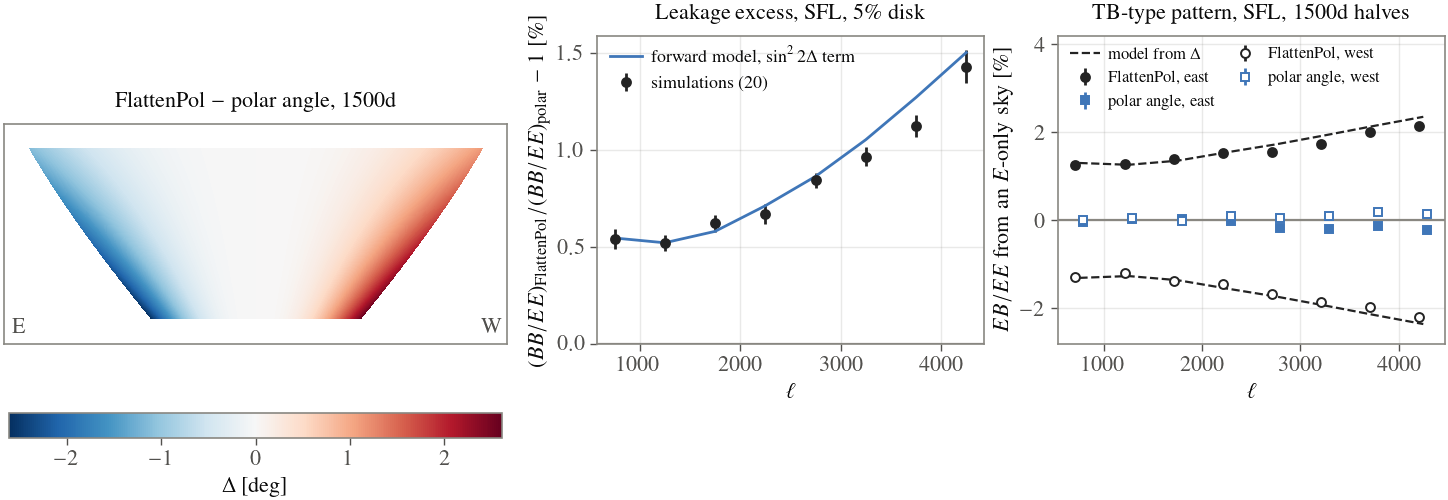 FlattenPol − polar angle, 1500d
E
W
−2
−1
0
1
2
Δ [deg]
Leakage excess, SFL, 5% disk
(BB/EE)FlattenPol/(BB/EE)polar − 1 [%]
1.5
1.0
0.5
0.0
forward model, sin² 2Δ term
simulations (20)
1000
2000
3000
4000
ℓ
TB-type pattern, SFL, 1500d halves
EB/EE from an E-only sky [%]
4
2
0
−2
model from Δ
FlattenPol, east
polar angle, east
FlattenPol, west
polar angle, west
1000
2000
3000
4000
ℓ